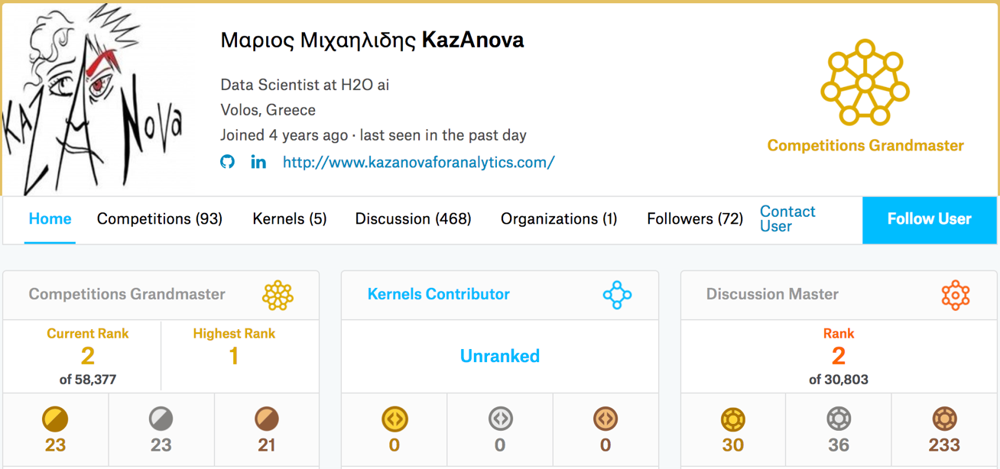 KAZANOVA
Μαριος Μιχαηλιδης KazAnova
Data Scientist at H2O ai
Volos, Greece
Joined 4 years ago · last seen in the past day
http://www.kazanovaforanalytics.com/
Competitions Grandmaster
Home Competitions (93) Kernels (5) Discussion (468) Organizations (1) Followers (72) Contact User Follow User
Competitions Grandmaster
Current Rank Highest Rank
2 1
of 58,377
23 23 21
Kernels Contributor
Unranked
0 0 0
Discussion Master
Rank
2
of 30,803
30 36 233